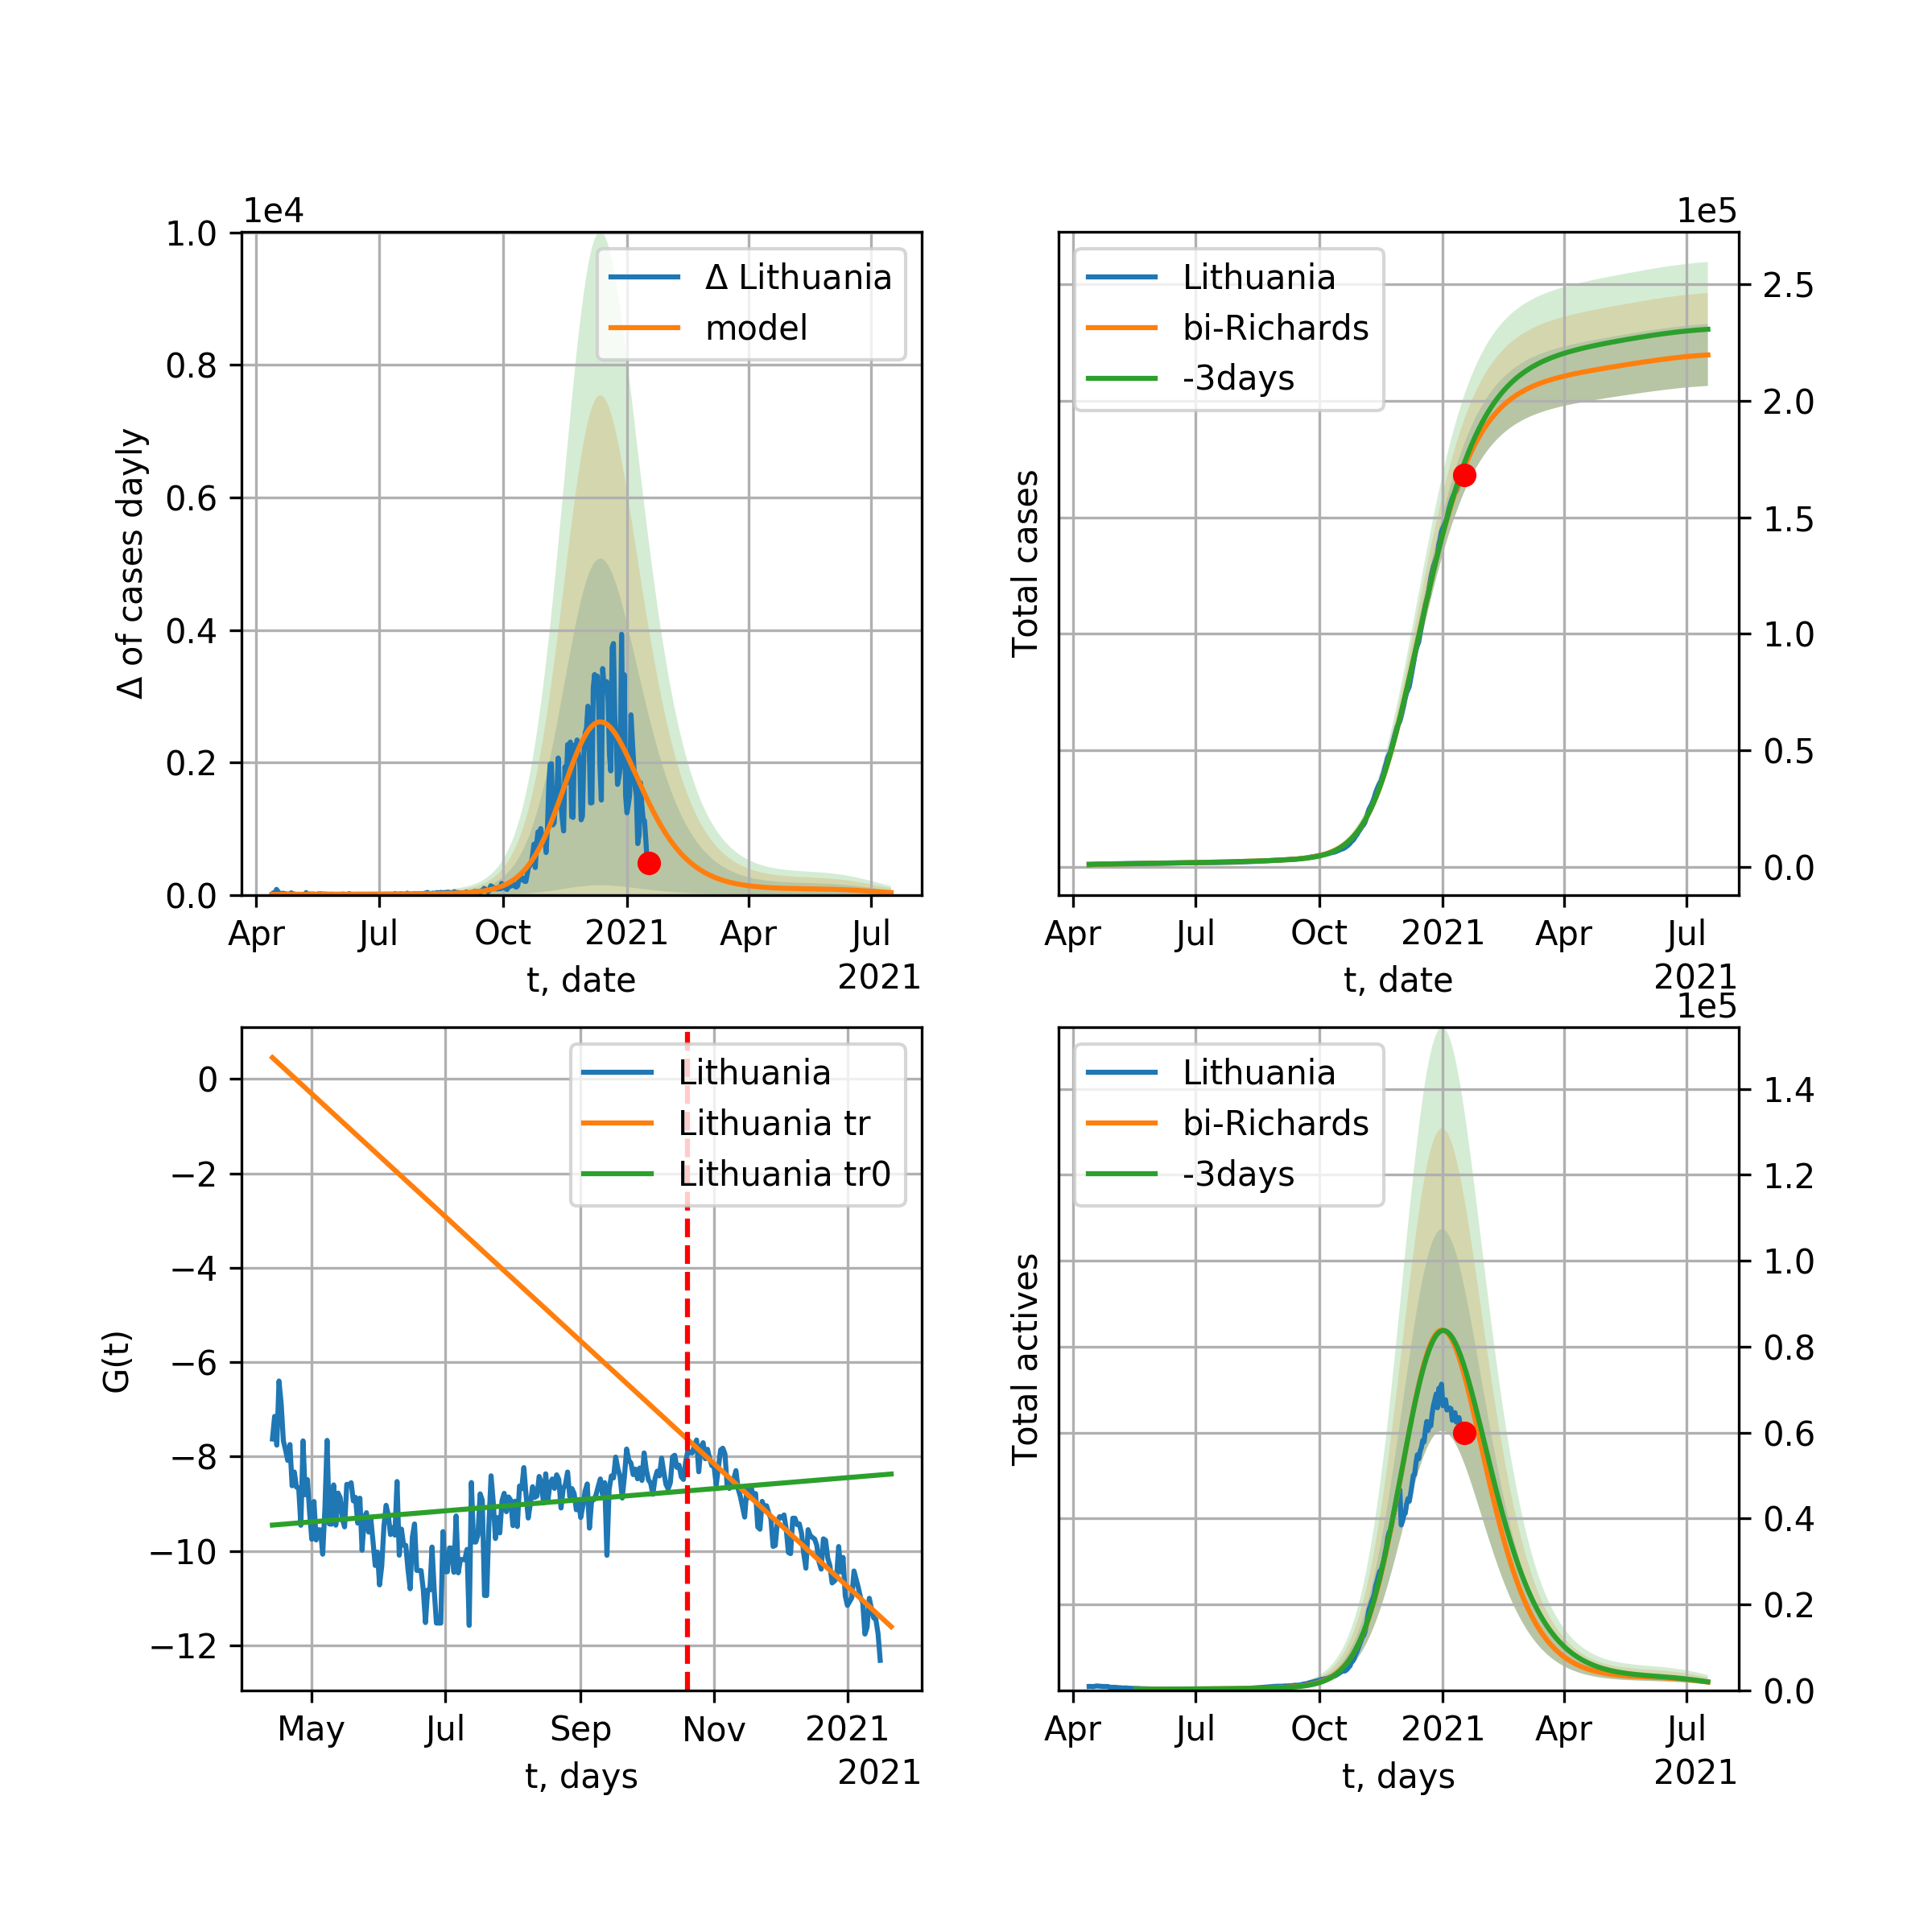 1e4
1.0
0.8
0.6
0.4
0.2
0.0
Δ of cases dayly
Δ Lithuania
model
Apr Jul Oct 2021 Apr Jul
t, date
2021
1e5
Lithuania
bi-Richards
-3days
Total cases
2.5
2.0
1.5
1.0
0.5
0.0
Apr Jul Oct 2021 Apr Jul
t, date
2021
0
−2
−4
−6
−8
−10
−12
G(t)
Lithuania
Lithuania tr
Lithuania tr0
May Jul Sep Nov 2021
t, days
2021
1e5
Lithuania
bi-Richards
-3days
Total actives
1.4
1.2
1.0
0.8
0.6
0.4
0.2
0.0
Apr Jul Oct 2021 Apr Jul
t, days
2021